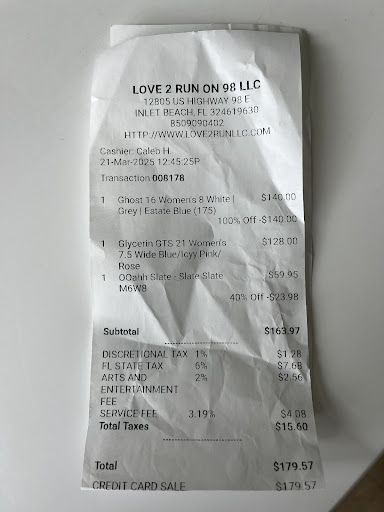 LOVE 2 RUN ON 98 LLC
12805 US HIGHWAY 98 E
INLET BEACH, FL 324619630
8509090402
HTTP://WWW.LOVE2RUNLLC.COM
Cashier: Caleb H.
21-Mar-2025 12:45:25P
Transaction 008178
1 Ghost 16 Women's 8 White | $140.00
Grey | Estate Blue (175)
100% Off -$140.00
1 Glycerin GTS 21 Women's $128.00
7.5 Wide Blue/Icyy Pink/
Rose
1 OOahh Slate - Slate Slate $59.95
M6W8
40% Off -$23.98
Subtotal $163.97
DISCRETIONAL TAX 1% $1.28
FL STATE TAX 6% $7.68
ARTS AND 2% $2.56
ENTERTAINMENT
FEE
SERVICE FEE 3.19% $4.08
Total Taxes $15.60
Total $179.57
CREDIT CARD SALE $179.57